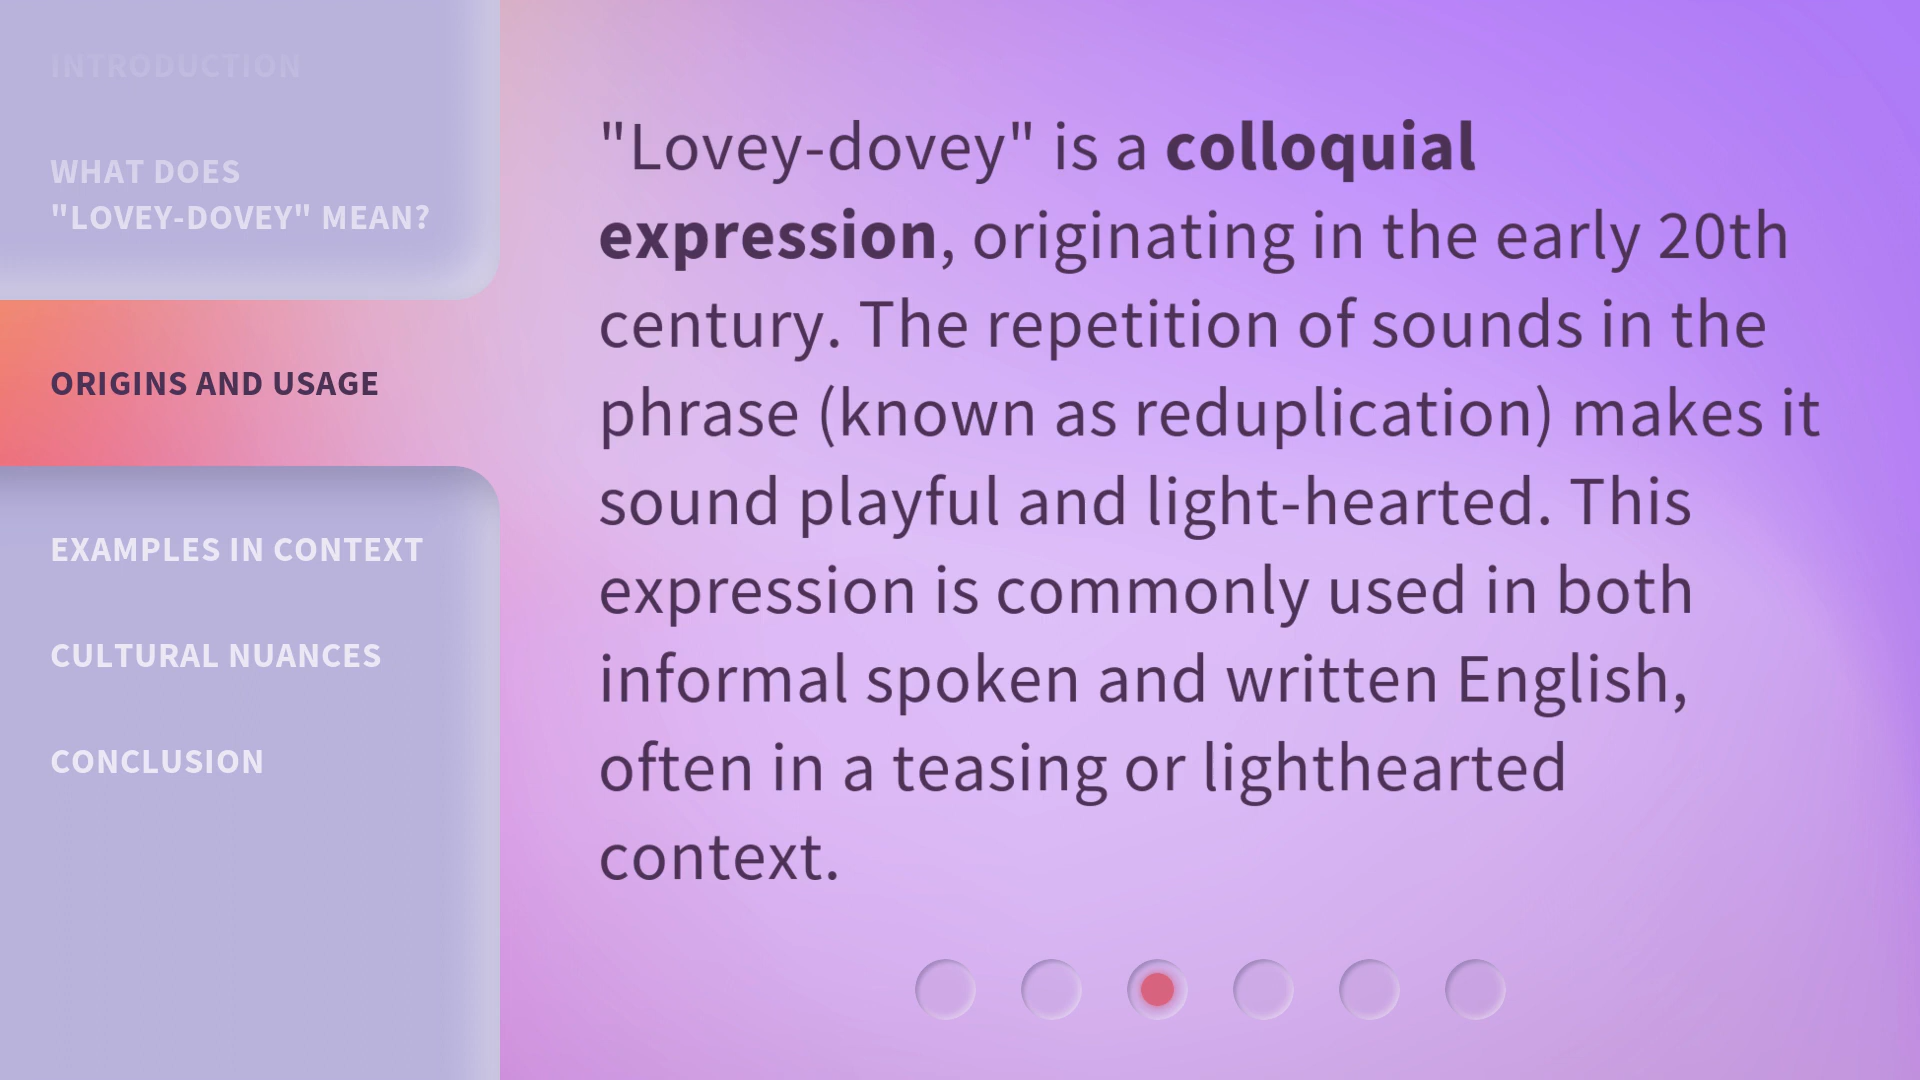 INTRODUCTION
WHAT DOES
"LOVEY-DOVEY" MEAN?
ORIGINS AND USAGE
EXAMPLES IN CONTEXT
CULTURAL NUANCES
CONCLUSION
"Lovey-dovey" is a colloquial
expression, originating in the early 20th
century. The repetition of sounds in the
phrase (known as reduplication) makes it
sound playful and light-hearted. This
expression is commonly used in both
informal spoken and written English,
often in a teasing or lighthearted
context.